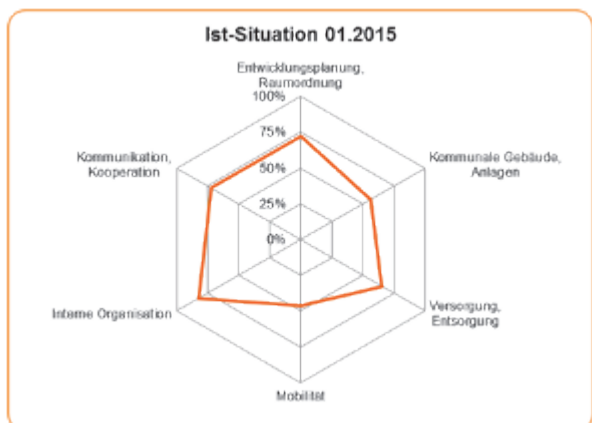 Ist-Situation 01.2015
Entwicklungsplanung,
Raumordnung
100%
75%
50%
25%
0%
Kommunale Gebäude,
Anlagen
Versorgung,
Entsorgung
Mobilität
Interne Organisation
Kommunikation,
Kooperation